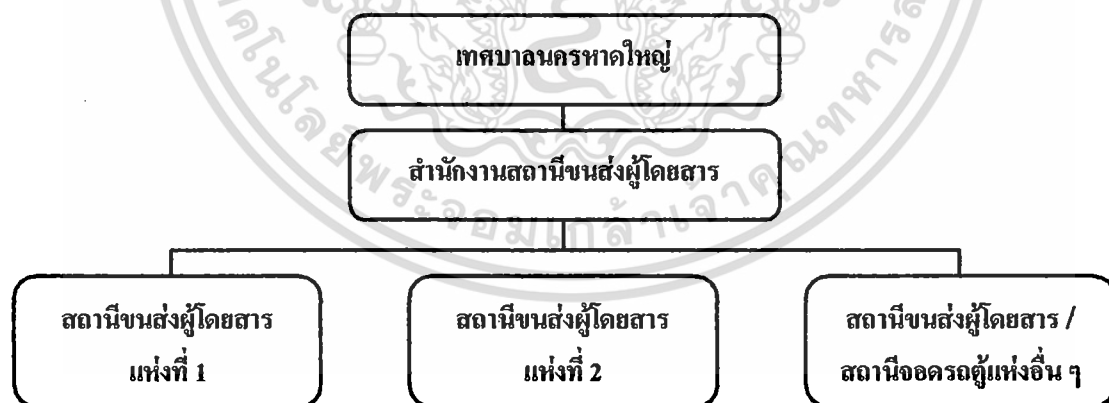 เทศบาลนครหาดใหญ่
สำนักงานสถานีขนส่งผู้โดยสาร
สถานีขนส่งผู้โดยสาร
แห่งที่ 1
สถานีขนส่งผู้โดยสาร
แห่งที่ 2
สถานีขนส่งผู้โดยสาร /
สถานีจอดรถตู้แห่งอื่น ๆ